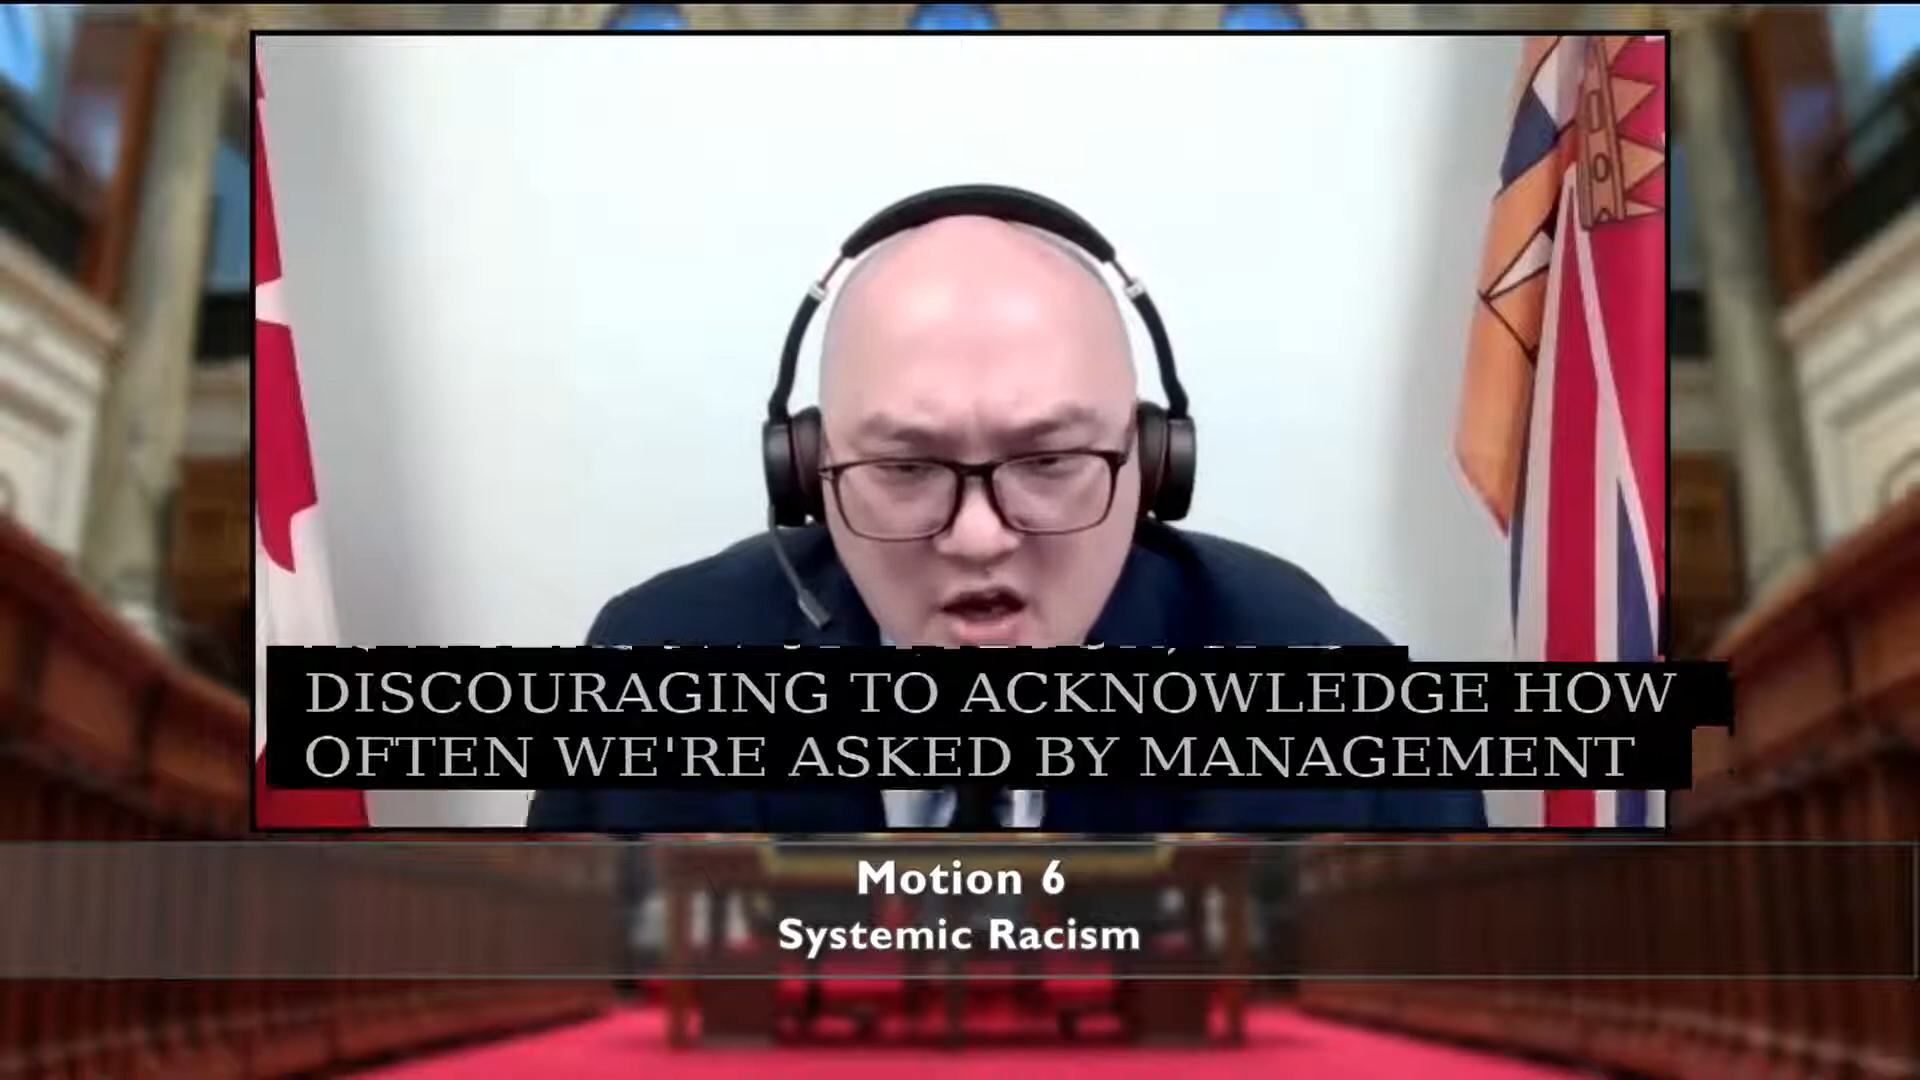 DISCOURAGING TO ACKNOWLEDGE HOW
OFTEN WE'RE ASKED BY MANAGEMENT
Motion 6
Systemic Racism